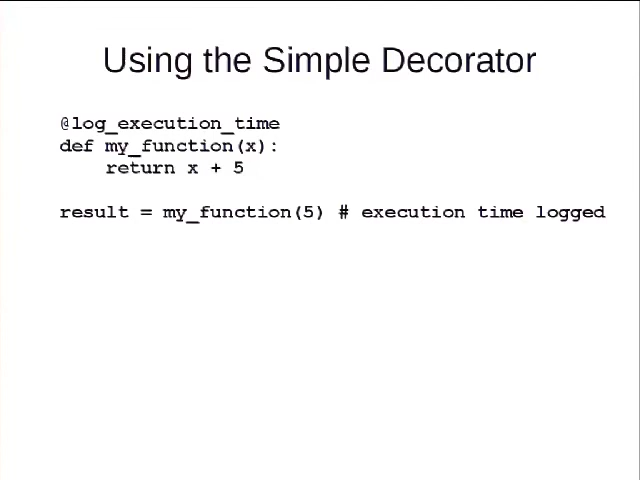 Using the Simple Decorator
@log_execution_time
def my_function(x):
    return x + 5
result = my_function(5) # execution time logged